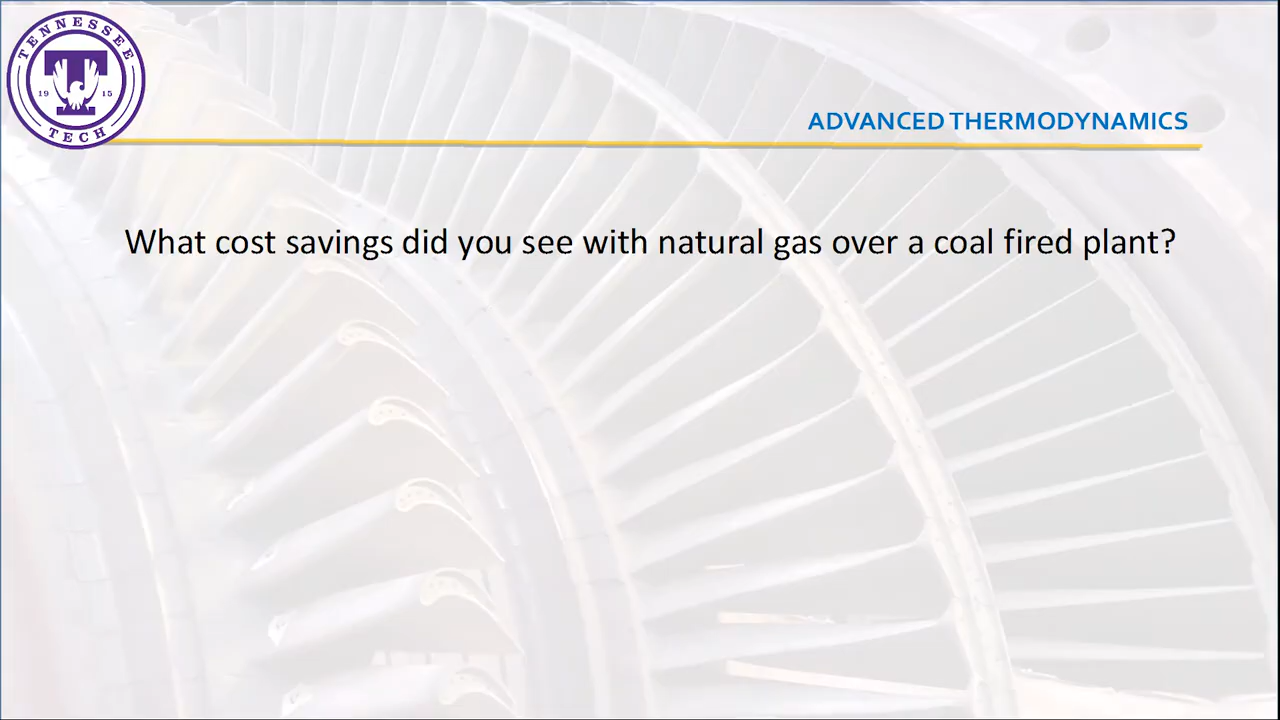 TENNESSEE
19 15
TECH
ADVANCED THERMODYNAMICS
What cost savings did you see with natural gas over a coal fired plant?